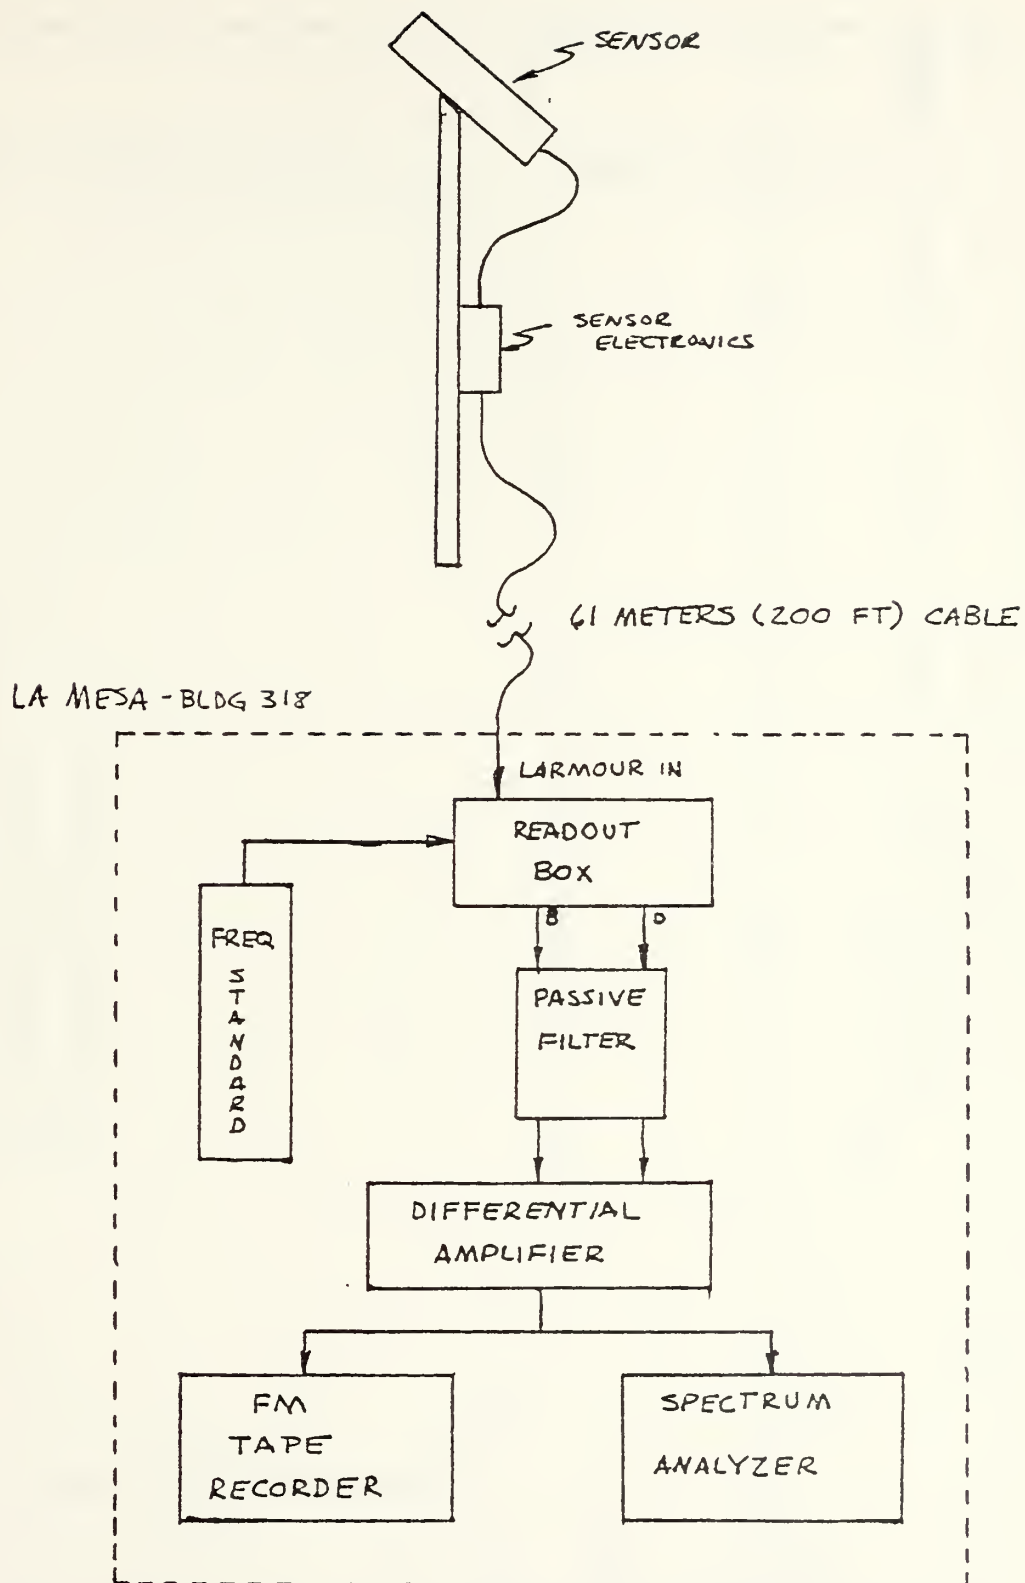 SENSOR
SENSOR
ELECTRONICS
61 METERS (200 FT) CABLE
LA MESA - BLDG 318
LARMOUR IN
READOUT
BOX
B
D
FREQ
STANDARD
PASSIVE
FILTER
DIFFERENTIAL
AMPLIFIER
FM
TAPE
RECORDER
SPECTRUM
ANALYZER